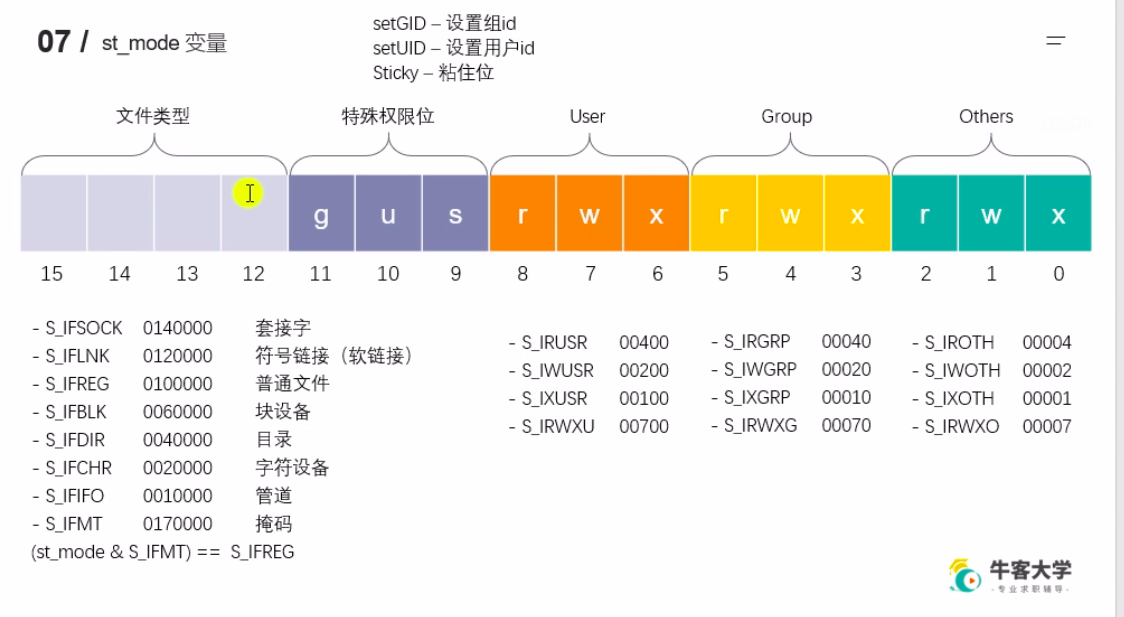 07 / st_mode 变量
setGID – 设置组id
setUID – 设置用户id
Sticky – 粘住位
文件类型 特殊权限位 User Group Others
g u s r w x r w x r w x
15 14 13 12 11 10 9 8 7 6 5 4 3 2 1 0
- S_IFSOCK 0140000 套接字
- S_IFLNK 0120000 符号链接（软链接）
- S_IFREG 0100000 普通文件
- S_IFBLK 0060000 块设备
- S_IFDIR 0040000 目录
- S_IFCHR 0020000 字符设备
- S_IFIFO 0010000 管道
- S_IFMT 0170000 掩码
(st_mode & S_IFMT) == S_IFREG
- S_IRUSR 00400
- S_IWUSR 00200
- S_IXUSR 00100
- S_IRWXU 00700
- S_IRGRP 00040
- S_IWGRP 00020
- S_IXGRP 00010
- S_IRWXG 00070
- S_IROTH 00004
- S_IWOTH 00002
- S_IXOTH 00001
- S_IRWXO 00007
牛客大学
-专业求职辅导-